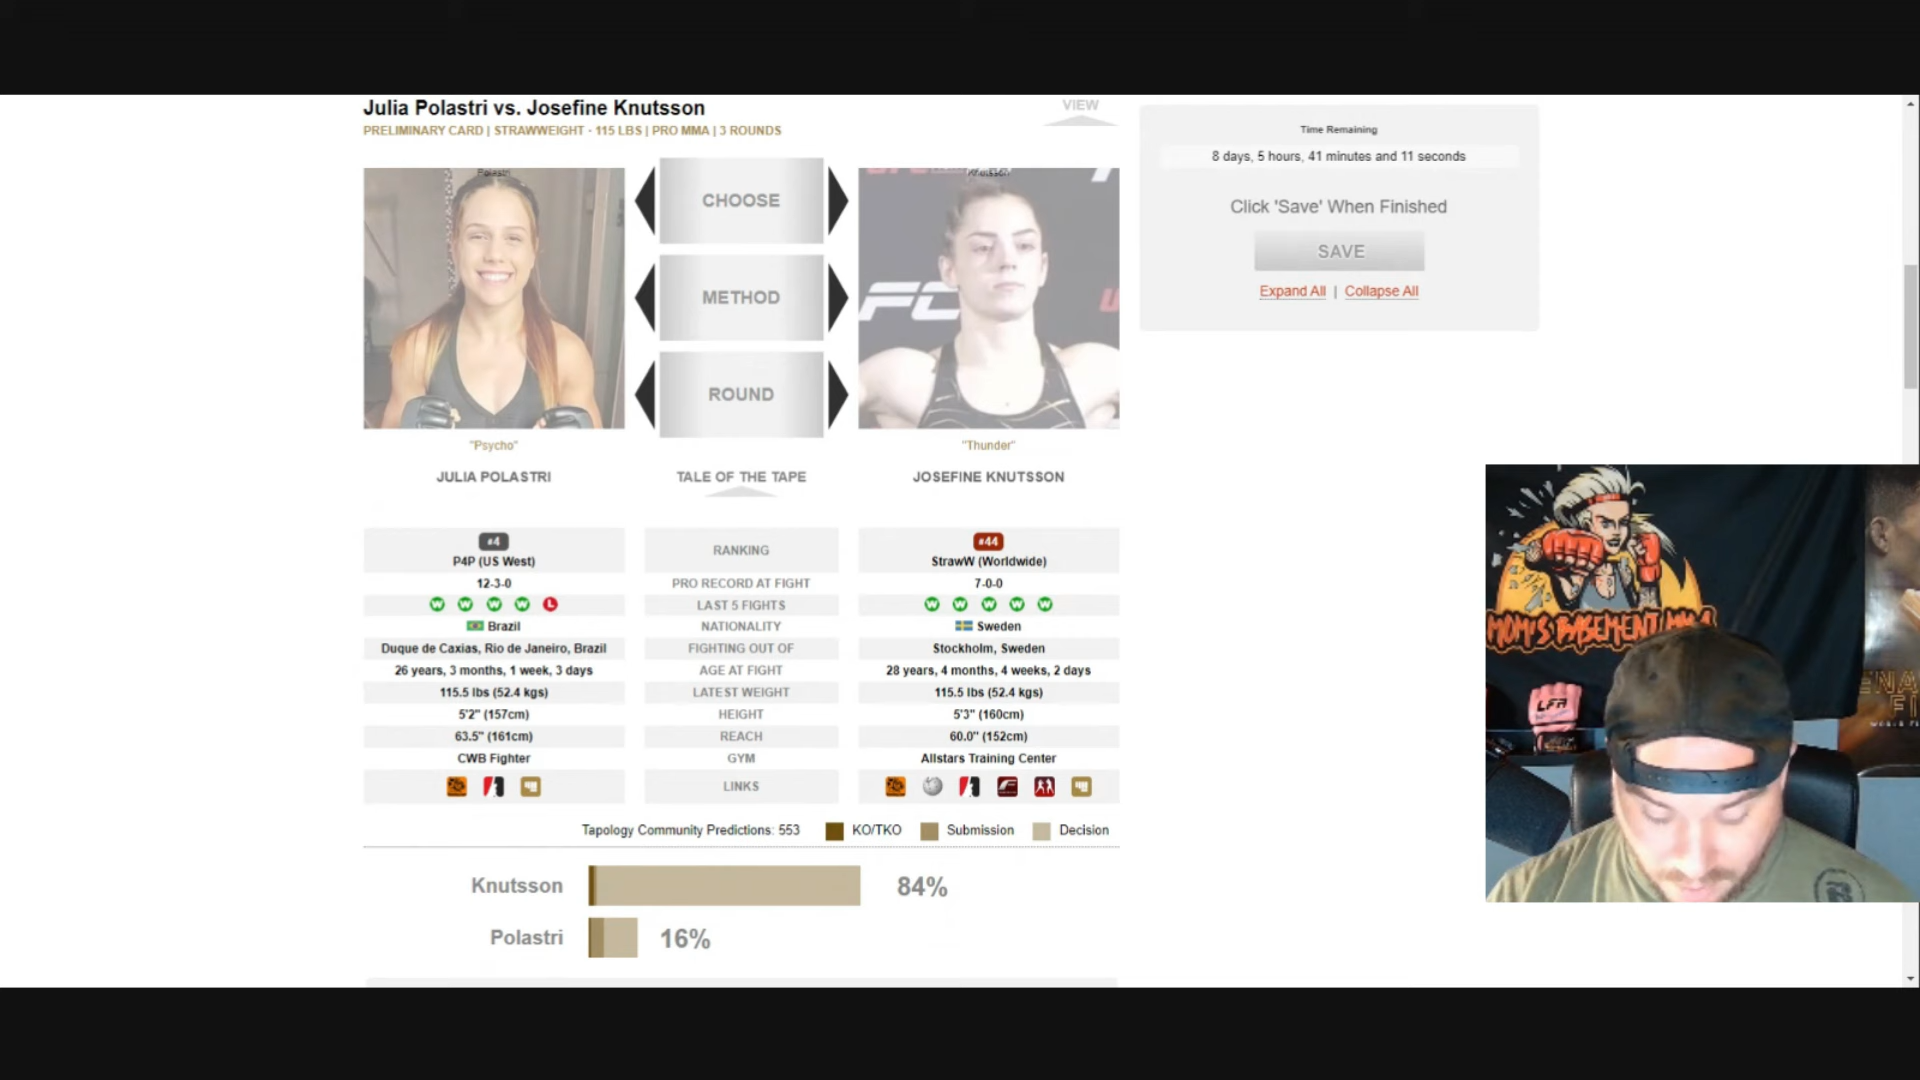 Julia Polastri vs. Josefine Knutsson
VIEW
PRELIMINARY CARD | STRAWWEIGHT · 115 LBS | PRO MMA | 3 ROUNDS
Time Remaining
8 days, 5 hours, 41 minutes and 11 seconds
Click 'Save' When Finished
SAVE
Expand All | Collapse All
Polastri
Knutsson
CHOOSE
METHOD
ROUND
FC
"Psycho"
"Thunder"
JULIA POLASTRI
TALE OF THE TAPE
JOSEFINE KNUTSSON
#4
P4P (US West)
RANKING
#44
StrawW (Worldwide)
12-3-0
PRO RECORD AT FIGHT
7-0-0
W W W W L
LAST 5 FIGHTS
W W W W W
Brazil
NATIONALITY
Sweden
Duque de Caxias, Rio de Janeiro, Brazil
FIGHTING OUT OF
Stockholm, Sweden
26 years, 3 months, 1 week, 3 days
AGE AT FIGHT
28 years, 4 months, 4 weeks, 2 days
115.5 lbs (52.4 kgs)
LATEST WEIGHT
115.5 lbs (52.4 kgs)
5'2" (157cm)
HEIGHT
5'3" (160cm)
63.5" (161cm)
REACH
60.0" (152cm)
CWB Fighter
GYM
Allstars Training Center
LINKS
Tapology Community Predictions: 553
KO/TKO
Submission
Decision
Knutsson
84%
Polastri
16%
MOM'S BASEMENT MMA
LFA